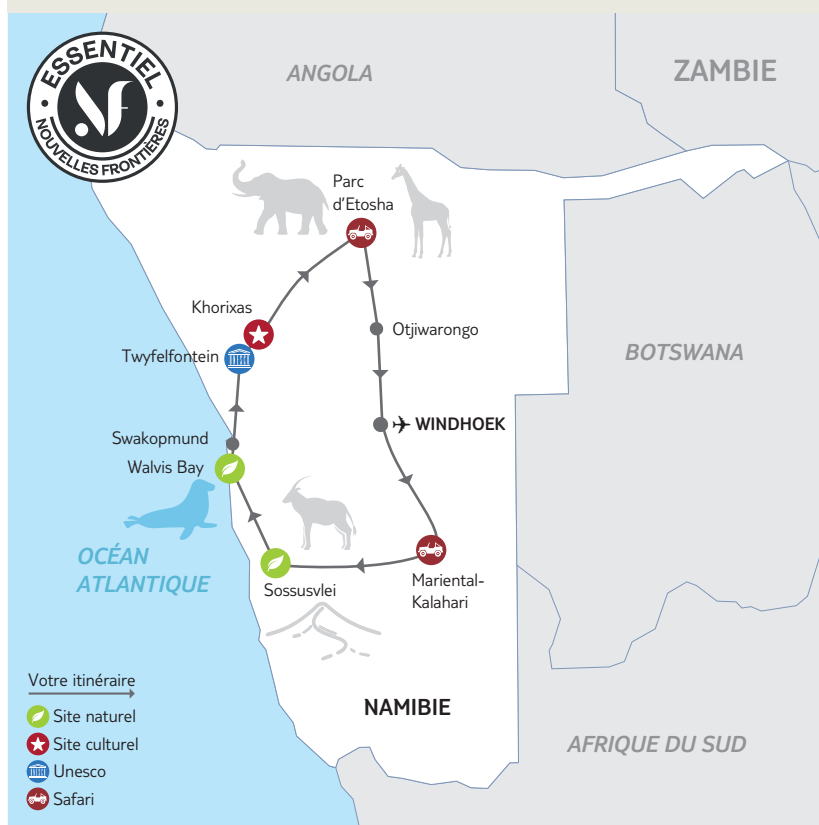 ESSENTIEL
NOUVELLES FRONTIÈRES
ANGOLA
ZAMBIE
Parc
d'Etosha
Khorixas
Otjiwarongo
Twyfelfontein
BOTSWANA
WINDHOEK
Swakopmund
Walvis Bay
OCÉAN
ATLANTIQUE
Sossusvlei
Mariental-
Kalahari
Votre itinéraire
NAMIBIE
Site naturel
Site culturel
AFRIQUE DU SUD
Unesco
Safari